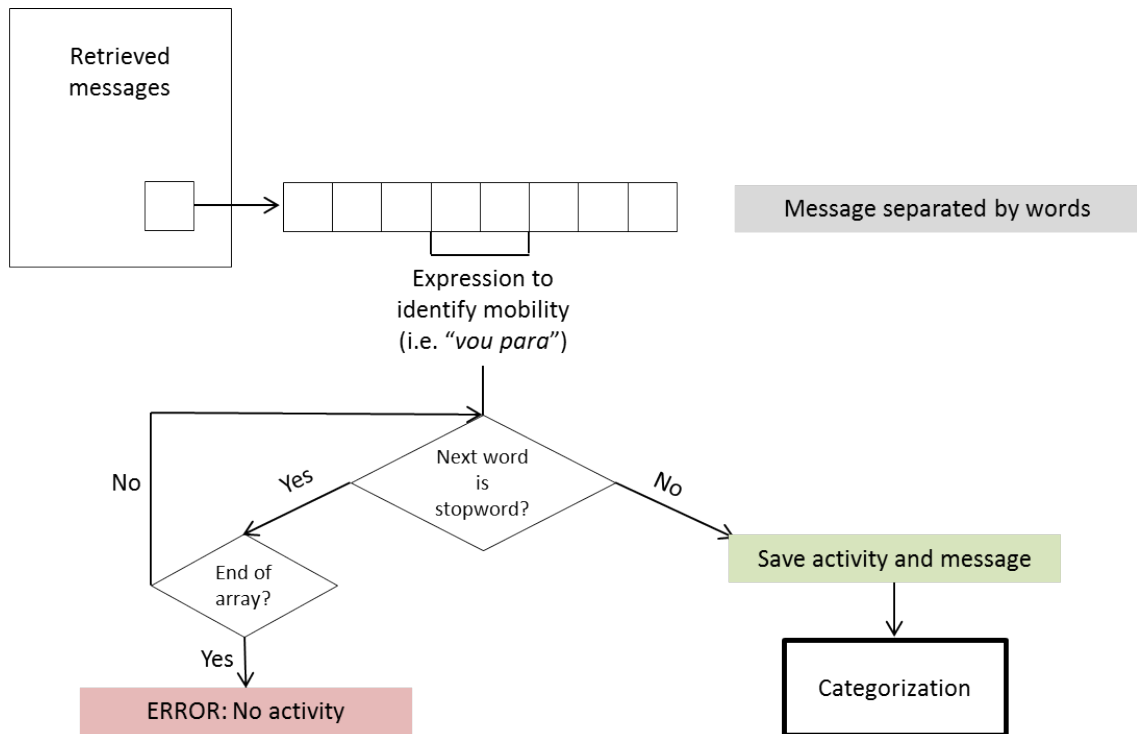 Retrieved
messages
Message separated by words
Expression to
identify mobility
(i.e. “vou para”)
Next word
is
stopword?
Yes
No
No
End of
array?
Save activity and message
Yes
Categorization
ERROR: No activity